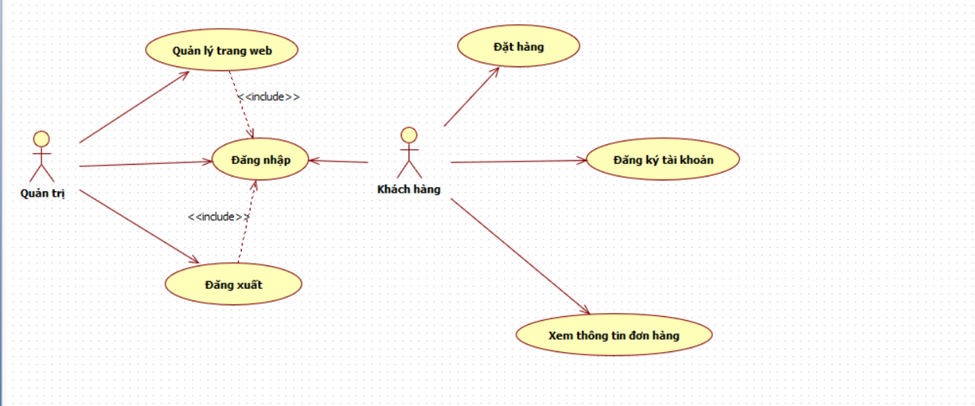 Quản lý trang web
Đặt hàng
<<include>>
Đăng nhập
Đăng ký tài khoản
Quản trị
Khách hàng
<<include>>
Đăng xuất
Xem thông tin đơn hàng